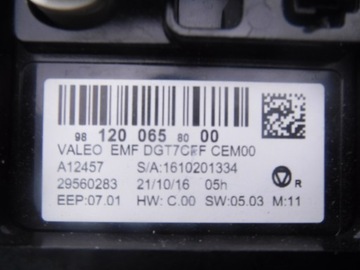 98 120 065 80 00
VALEO EMF DGT7CFF CEM00
A12457 S/A:1610201334
29560283 21/10/16 05h
EEP:07.01 HW: C.00 SW:05.03 M:11
V R